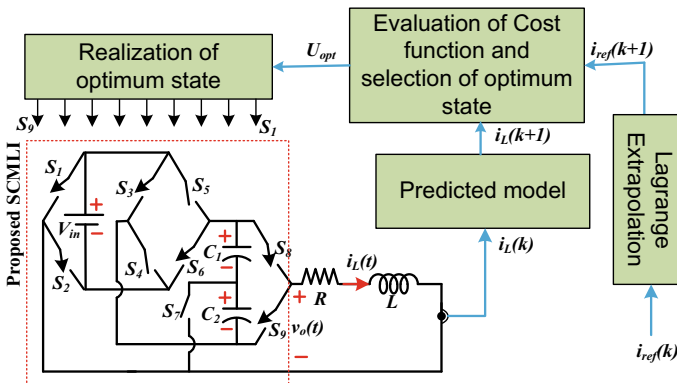 Realization of
optimum state
U_opt
Evaluation of Cost
function and
selection of optimum
state
i_ref(k+1)
S_9
S_1
i_L(k+1)
Lagrange
Extrapolation
Predicted model
Proposed SCMLI
S_1
S_3
S_5
+
V_in
−
S_2
S_4
S_6
S_7
+
C_1
−
S_8
+
C_2
−
S_9
+
v_o(t)
−
R
i_L(t)
L
i_L(k)
i_ref(k)